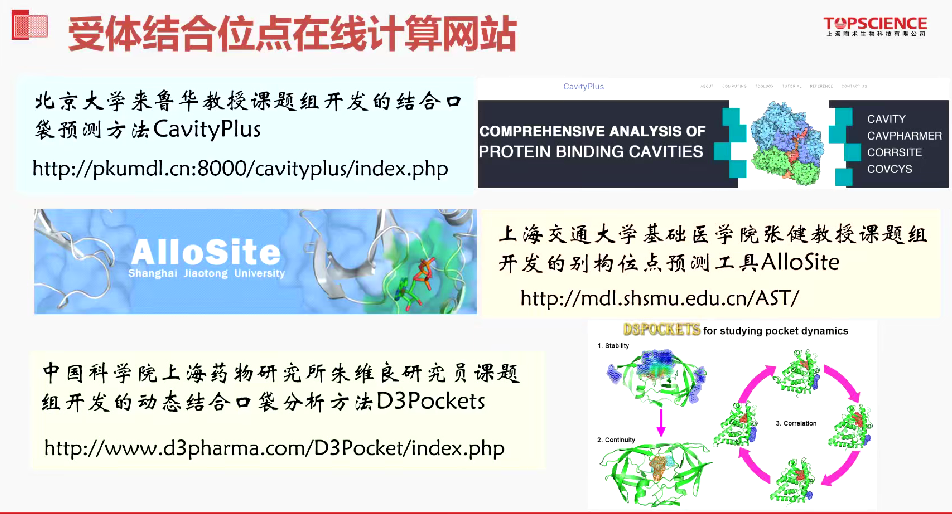 受体结合位点在线计算网站
TOPSCIENCE
上海陶术生物科技有限公司
北京大学来鲁华教授课题组开发的结合口
袋预测方法CavityPlus
http://pkumdl.cn:8000/cavityplus/index.php
CavityPlus
ABOUT
TUTORIAL
REFERENCE
CONTACT US
COMPREHENSIVE ANALYSIS OF
PROTEIN BINDING CAVITIES
CAVITY
CAVPHARMER
CORRSITE
COVCYS
AlloSite
Shanghai Jiaotong University
上海交通大学基础医学院张健教授课题组
开发的别构位点预测工具AlloSite
http://mdl.shsmu.edu.cn/AST/
中国科学院上海药物研究所朱维良研究员课题
组开发的动态结合口袋分析方法D3Pockets
http://www.d3pharma.com/D3Pocket/index.php
D3POCKETS for studying pocket dynamics
1. Stability
2. Continuity
3. Correlation